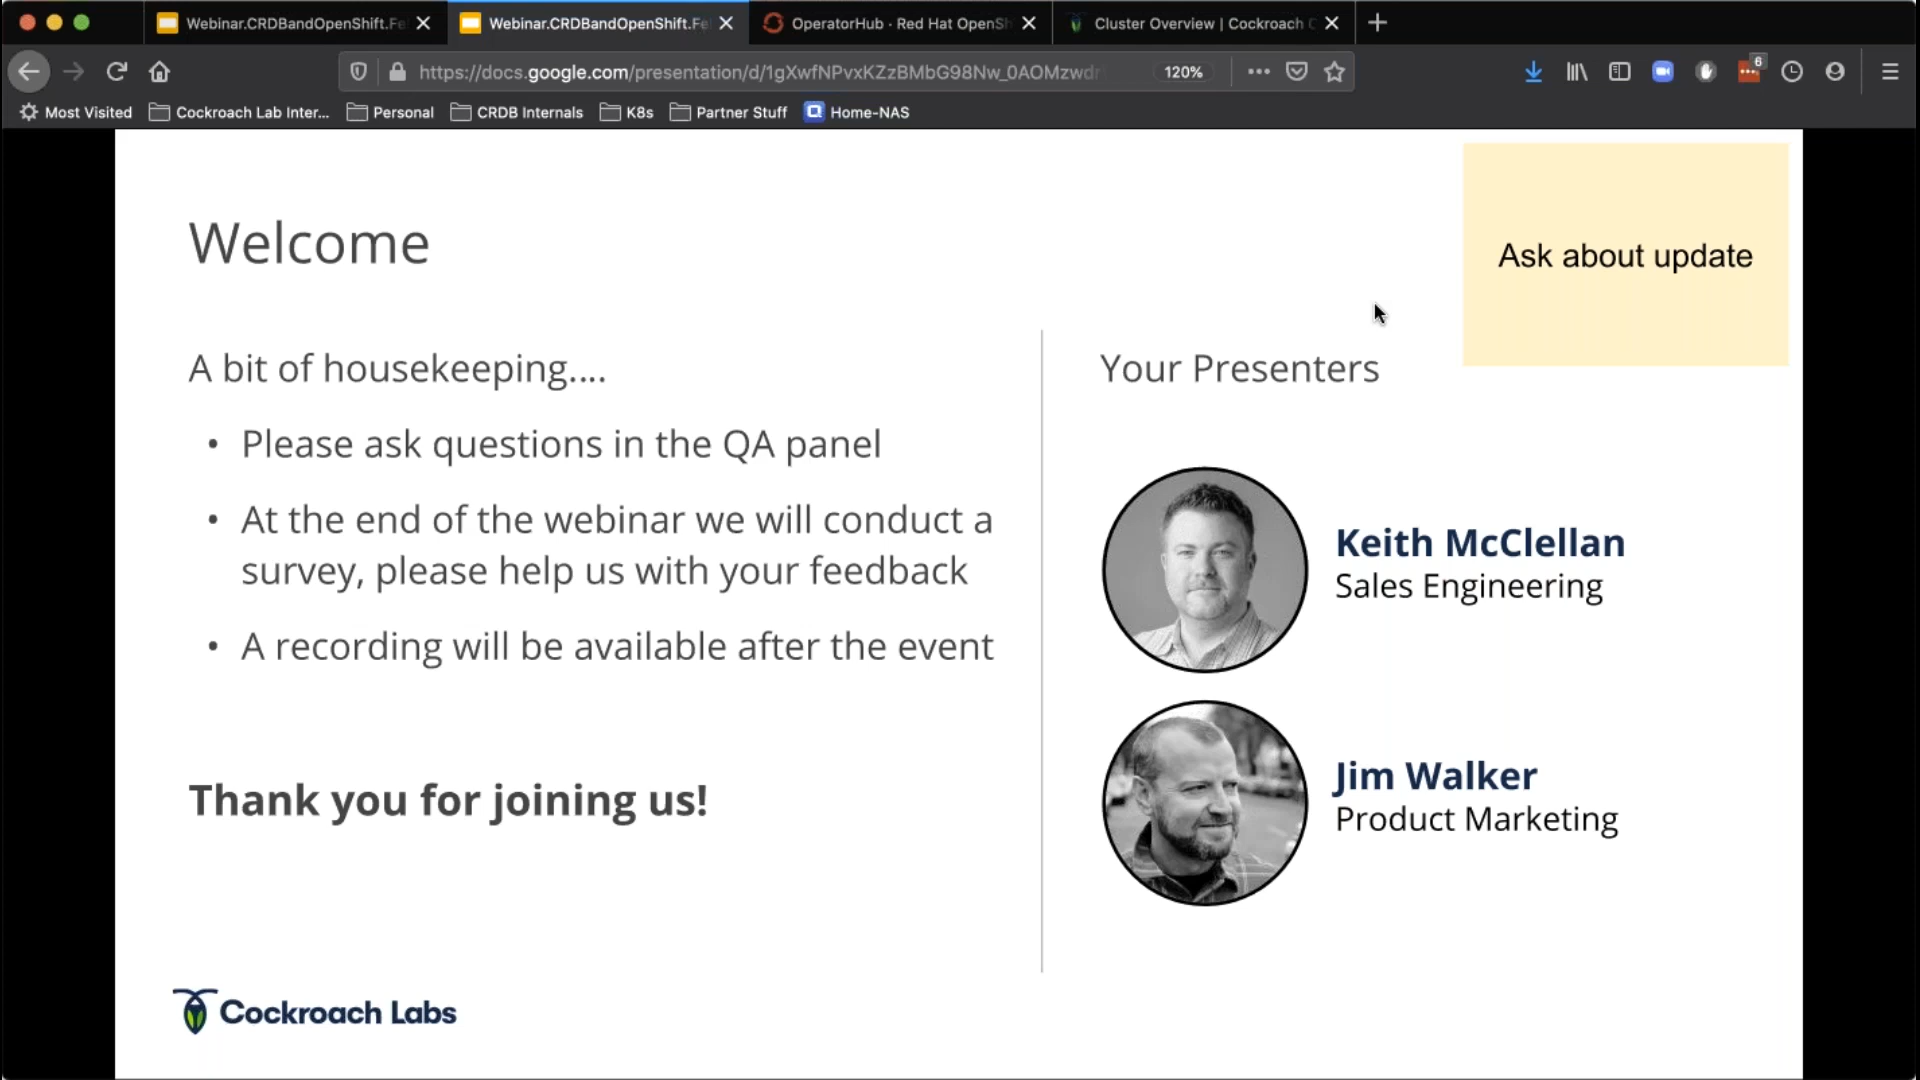 Webinar.CRDBandOpenShift.Fe
Webinar.CRDBandOpenShift.Fe
OperatorHub · Red Hat OpenSh
Cluster Overview | Cockroach C
https://docs.google.com/presentation/d/1gXwfNPvxKZzBMbG98Nw_0AOMzwdr
120%
6
Most Visited
Cockroach Lab Inter...
Personal
CRDB Internals
K8s
Partner Stuff
Home-NAS
Welcome
Ask about update
A bit of housekeeping....
• Please ask questions in the QA panel
• At the end of the webinar we will conduct a
survey, please help us with your feedback
• A recording will be available after the event
Thank you for joining us!
Your Presenters
Keith McClellan
Sales Engineering
Jim Walker
Product Marketing
Cockroach Labs